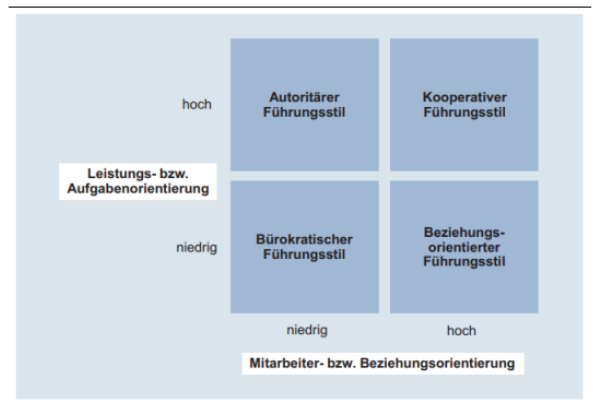 hoch
Autoritärer
Führungsstil
Kooperativer
Führungsstil
Leistungs- bzw.
Aufgabenorientierung
niedrig
Bürokratischer
Führungsstil
Beziehungs-
orientierter
Führungsstil
niedrig
hoch
Mitarbeiter- bzw. Beziehungsorientierung